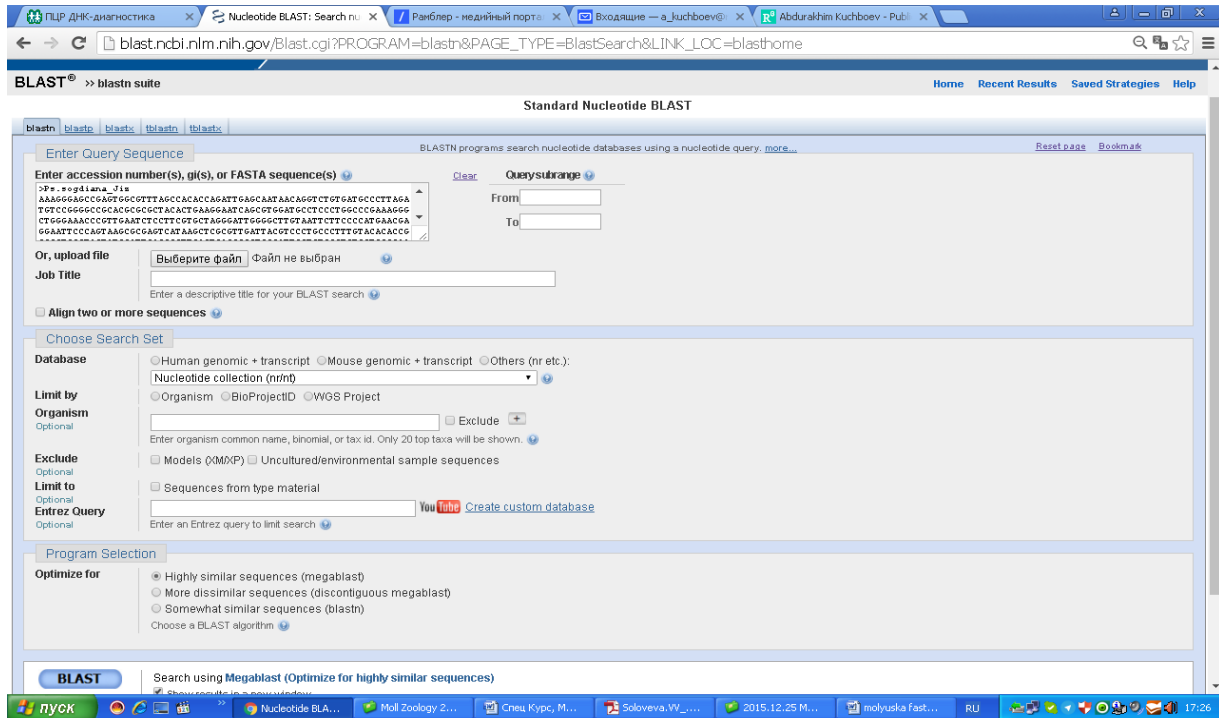 ПЦР ДНК-диагностика
Nucleotide BLAST: Search nu
Рамблер - медийный порта
Входящие — a_kuchboev@
Abdurakhim Kuchboev - Publ
blast.ncbi.nlm.nih.gov/Blast.cgi?PROGRAM=blastn&PAGE_TYPE=BlastSearch&LINK_LOC=blasthome
BLAST® >> blastn suite
Home Recent Results Saved Strategies Help
Standard Nucleotide BLAST
blastn blastp blastx tblastn tblastx
Enter Query Sequence
BLASTN programs search nucleotide databases using a nucleotide query. more...
Reset page Bookmark
Enter accession number(s), gi(s), or FASTA sequence(s) Clear Query subrange
>Ps.sogdiana_Jiz
AAAGGGAGCCGAGTGGCGTTTAGCCACACCAGATTGAGCAATAACAGGTCTGTGATGCCCTTAGA
TGTCCGGGGCCGCACGCGCGCTACACTGAAGGAATCAGCGTGGATGCCTCCCTGGCCCGAAAGGG
CTGGGAAACCCGTTGAATCTCCTTCGTGCTAGGGATTGGGGCTTGTAATTCTTCCCCATGAACGA
GGAATTCCCAGTAAGCGCGAGTCATAAGCTCGCGTTGATTACGTCCCTGCCCTTTGTACACACCG
From
To
Or, upload file Выберите файл Файл не выбран
Job Title
Enter a descriptive title for your BLAST search
Align two or more sequences
Choose Search Set
Database Human genomic + transcript Mouse genomic + transcript Others (nr etc.):
Nucleotide collection (nr/nt)
Limit by Organism BioProjectID WGS Project
Organism
Optional
Exclude +
Enter organism common name, binomial, or tax id. Only 20 top taxa will be shown.
Exclude Models (XM/XP) Uncultured/environmental sample sequences
Optional
Limit to Sequences from type material
Optional
Entrez Query You Tube Create custom database
Optional Enter an Entrez query to limit search
Program Selection
Optimize for Highly similar sequences (megablast)
More dissimilar sequences (discontiguous megablast)
Somewhat similar sequences (blastn)
Choose a BLAST algorithm
BLAST Search using Megablast (Optimize for highly similar sequences)
Show results in a new window
пуск Nucleotide BLA... Moll Zoology 2... Спец Курс, М... Soloveva.VV_.... 2015.12.25 М... molyuska fast... RU 17:26